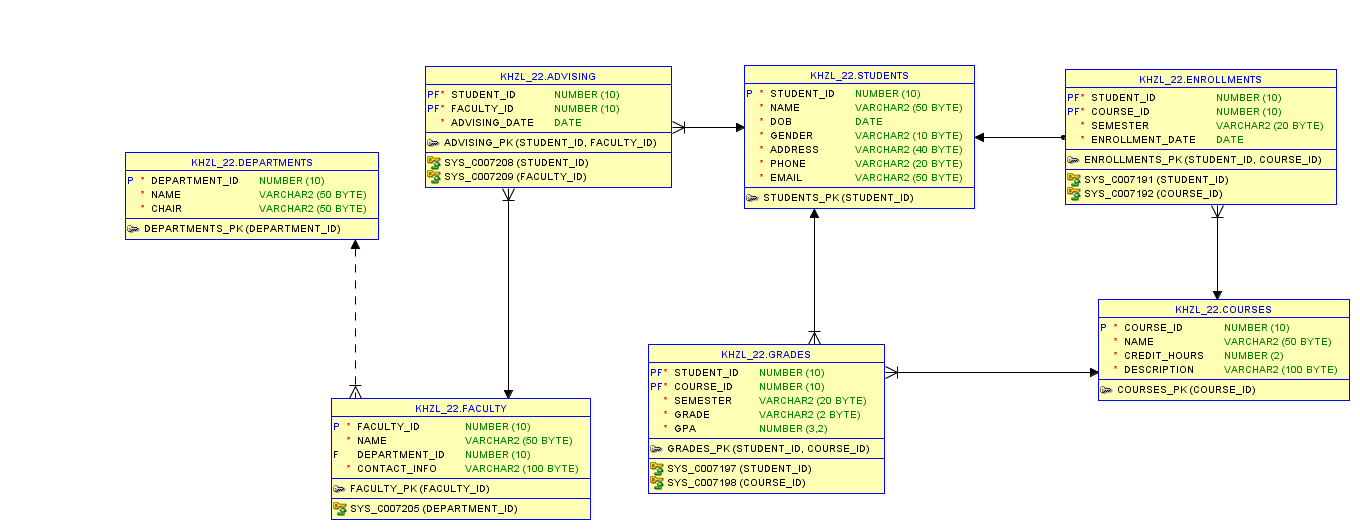 KHZL_22.ADVISING
PF* STUDENT_ID NUMBER (10)
PF* FACULTY_ID NUMBER (10)
* ADVISING_DATE DATE
ADVISING_PK (STUDENT_ID, FACULTY_ID)
SYS_C007208 (STUDENT_ID)
SYS_C007209 (FACULTY_ID)
KHZL_22.STUDENTS
P * STUDENT_ID NUMBER (10)
* NAME VARCHAR2 (50 BYTE)
* DOB DATE
* GENDER VARCHAR2 (10 BYTE)
* ADDRESS VARCHAR2 (40 BYTE)
* PHONE VARCHAR2 (20 BYTE)
* EMAIL VARCHAR2 (50 BYTE)
STUDENTS_PK (STUDENT_ID)
KHZL_22.ENROLLMENTS
PF* STUDENT_ID NUMBER (10)
PF* COURSE_ID NUMBER (10)
* SEMESTER VARCHAR2 (20 BYTE)
* ENROLLMENT_DATE DATE
ENROLLMENTS_PK (STUDENT_ID, COURSE_ID)
SYS_C007191 (STUDENT_ID)
SYS_C007192 (COURSE_ID)
KHZL_22.DEPARTMENTS
P * DEPARTMENT_ID NUMBER (10)
* NAME VARCHAR2 (50 BYTE)
* CHAIR VARCHAR2 (50 BYTE)
DEPARTMENTS_PK (DEPARTMENT_ID)
KHZL_22.COURSES
P * COURSE_ID NUMBER (10)
* NAME VARCHAR2 (50 BYTE)
* CREDIT_HOURS NUMBER (2)
* DESCRIPTION VARCHAR2 (100 BYTE)
COURSES_PK (COURSE_ID)
KHZL_22.GRADES
PF* STUDENT_ID NUMBER (10)
PF* COURSE_ID NUMBER (10)
* SEMESTER VARCHAR2 (20 BYTE)
* GRADE VARCHAR2 (2 BYTE)
* GPA NUMBER (3,2)
GRADES_PK (STUDENT_ID, COURSE_ID)
SYS_C007197 (STUDENT_ID)
SYS_C007198 (COURSE_ID)
KHZL_22.FACULTY
P * FACULTY_ID NUMBER (10)
* NAME VARCHAR2 (50 BYTE)
F DEPARTMENT_ID NUMBER (10)
* CONTACT_INFO VARCHAR2 (100 BYTE)
FACULTY_PK (FACULTY_ID)
SYS_C007205 (DEPARTMENT_ID)